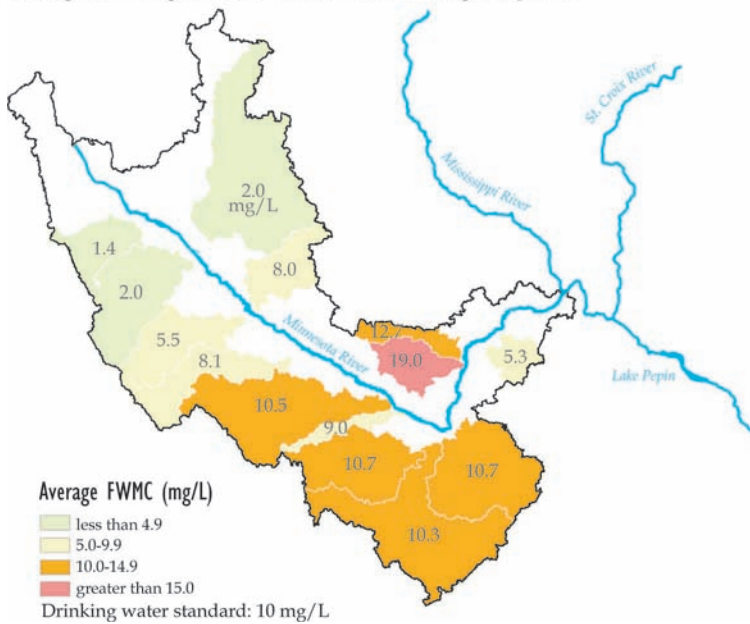 St. Croix River
Mississippi River
2.0
mg/L
1.4
8.0
2.0
Minnesota River
5.5
12.7
8.1
19.0
5.3
Lake Pepin
10.5
9.0
10.7
10.7
10.3
Average FWMC (mg/L)
less than 4.9
5.0-9.9
10.0-14.9
greater than 15.0
Drinking water standard: 10 mg/L